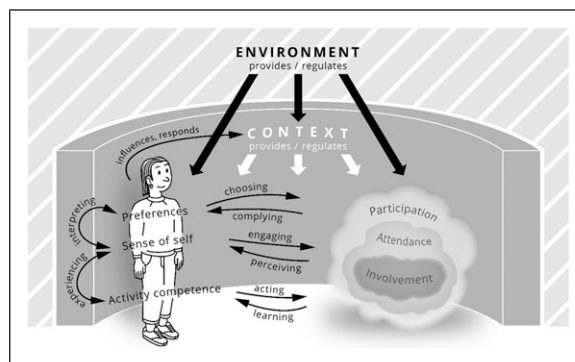 ENVIRONMENT
provides / regulates
influences, responds
CONTEXT
provides / regulates
choosing
interpreting
Preferences
complying
Participation
engaging
Sense of self
Attendance
perceiving
Involvement
experiencing
Activity competence
acting
learning